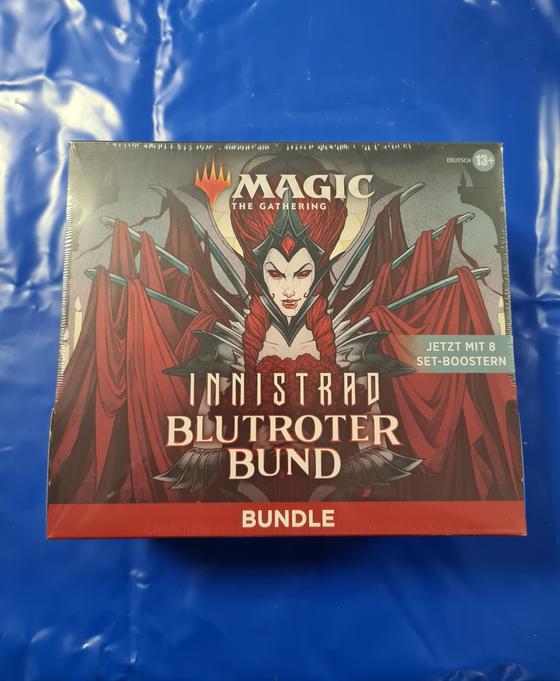 DEUTSCH 13+
MAGIC
THE GATHERING
JETZT MIT 8
SET-BOOSTERN
INNISTRAD
BLUTROTER
BUND
BUNDLE